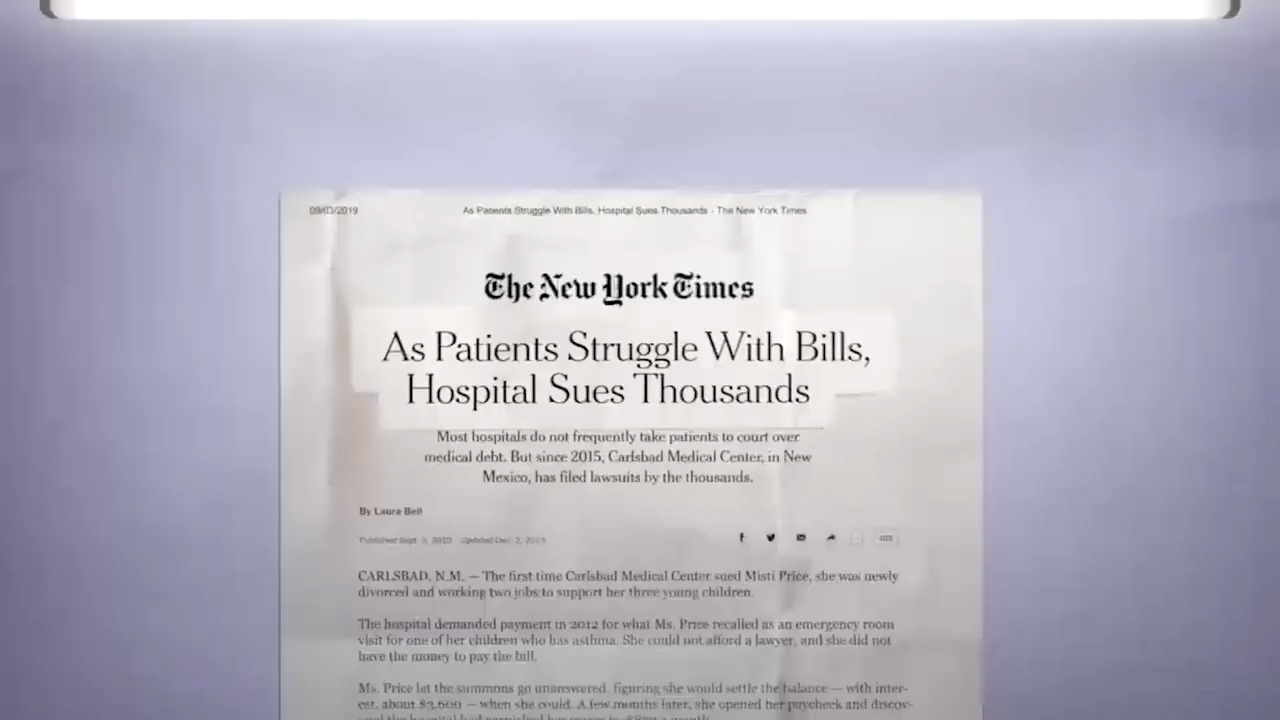 09/03/2019
As Patients Struggle With Bills, Hospital Sues Thousands - The New York Times
The New York Times
As Patients Struggle With Bills,
Hospital Sues Thousands
Most hospitals do not frequently take patients to court over
medical debt. But since 2015, Carlsbad Medical Center, in New
Mexico, has filed lawsuits by the thousands.
By Laura Beil
Published Sept. 3, 2019 Updated Dec. 2, 2019
CARLSBAD, N.M. — The first time Carlsbad Medical Center sued Misti Price, she was newly
divorced and working two jobs to support her three young children.
The hospital demanded payment in 2012 for what Ms. Price recalled as an emergency room
visit for one of her children who has asthma. She could not afford a lawyer, and she did not
have the money to pay the bill.
Ms. Price let the summons go unanswered, figuring she would settle the balance — with inter-
est, about $3,600 — when she could. A few months later, she opened her paycheck and discov-